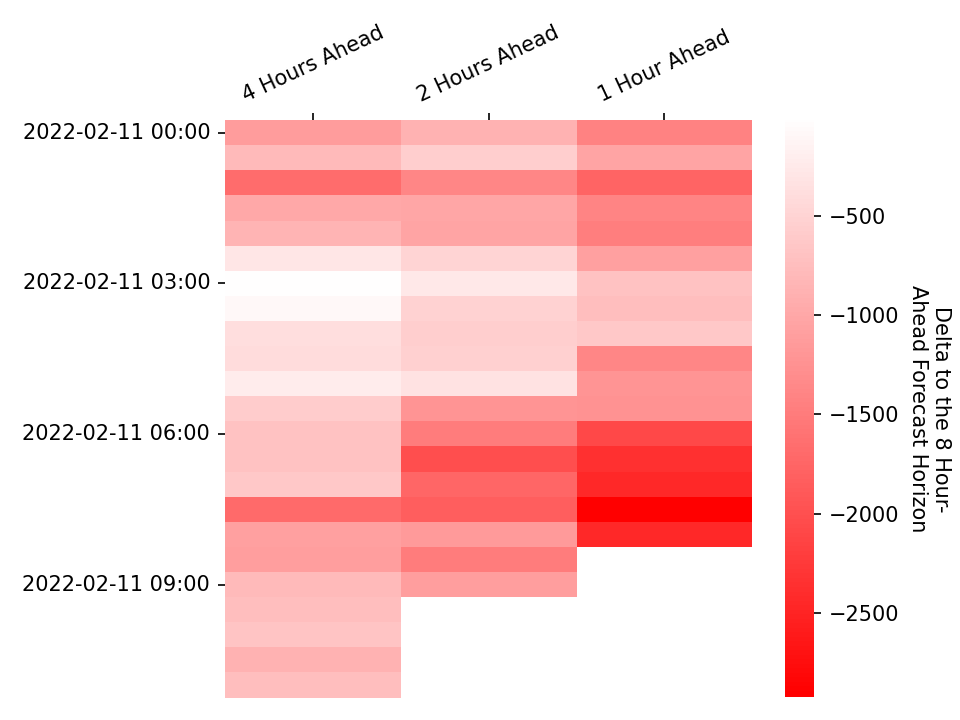 4 Hours Ahead
2 Hours Ahead
1 Hour Ahead
2022-02-11 00:00
2022-02-11 03:00
2022-02-11 06:00
2022-02-11 09:00
−500
−1000
−1500
−2000
−2500
Delta to the 8 Hour-
Ahead Forecast Horizon